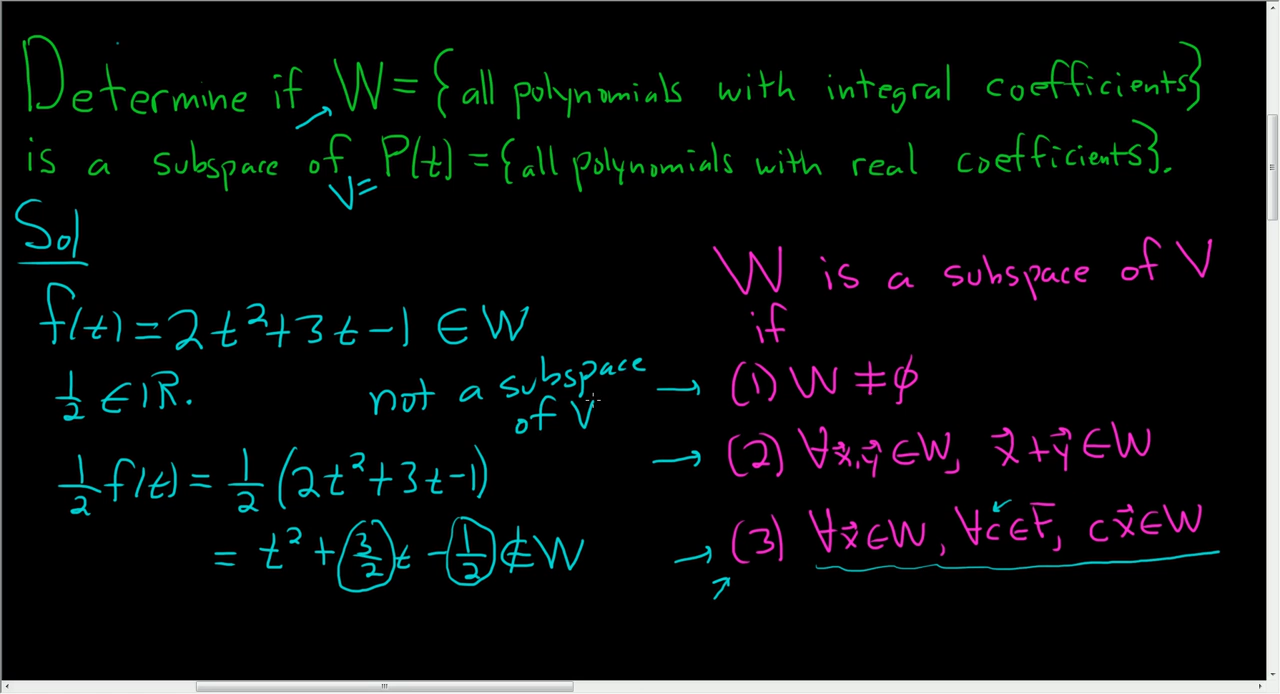 Determine if W = {all polynomials with integral coefficients}
is a subspace of P(t) = {all polynomials with real coefficients}.
V=
Sol
f(t) = 2t²+3t-1 ∈ W
½ ∈ ℝ.
not a subspace
of V
½f(t) = ½(2t²+3t-1)
= t² + (3/2)t - ½ ∉ W
W is a subspace of V
if
→ (1) W ≠ ϕ
→ (2) ∀x⃗,y⃗ ∈ W, x⃗+y⃗ ∈ W
→ (3) ∀x⃗ ∈ W, ∀c ∈ F, cx⃗ ∈ W